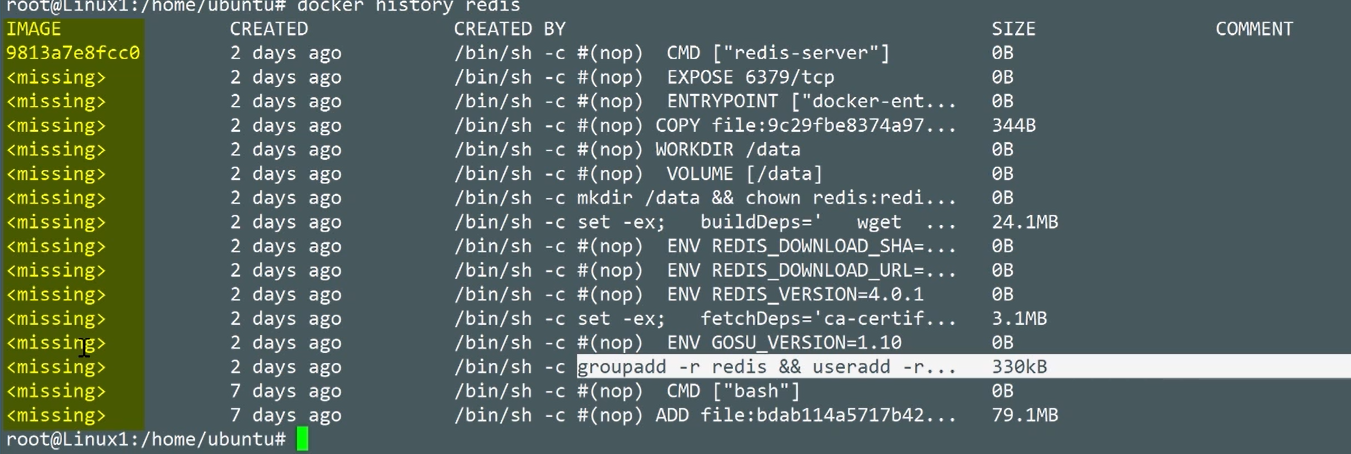 root@Linux1:/home/ubuntu# docker history redis
IMAGE CREATED CREATED BY SIZE COMMENT
9813a7e8fcc0 2 days ago /bin/sh -c #(nop) CMD ["redis-server"] 0B
<missing> 2 days ago /bin/sh -c #(nop) EXPOSE 6379/tcp 0B
<missing> 2 days ago /bin/sh -c #(nop) ENTRYPOINT ["docker-ent... 0B
<missing> 2 days ago /bin/sh -c #(nop) COPY file:9c29fbe8374a97... 344B
<missing> 2 days ago /bin/sh -c #(nop) WORKDIR /data 0B
<missing> 2 days ago /bin/sh -c #(nop) VOLUME [/data] 0B
<missing> 2 days ago /bin/sh -c mkdir /data && chown redis:redi... 0B
<missing> 2 days ago /bin/sh -c set -ex; buildDeps=' wget ... 24.1MB
<missing> 2 days ago /bin/sh -c #(nop) ENV REDIS_DOWNLOAD_SHA=... 0B
<missing> 2 days ago /bin/sh -c #(nop) ENV REDIS_DOWNLOAD_URL=... 0B
<missing> 2 days ago /bin/sh -c #(nop) ENV REDIS_VERSION=4.0.1 0B
<missing> 2 days ago /bin/sh -c set -ex; fetchDeps='ca-certif... 3.1MB
<missing> 2 days ago /bin/sh -c #(nop) ENV GOSU_VERSION=1.10 0B
<missing> 2 days ago /bin/sh -c groupadd -r redis && useradd -r... 330kB
<missing> 7 days ago /bin/sh -c #(nop) CMD ["bash"] 0B
<missing> 7 days ago /bin/sh -c #(nop) ADD file:bdab114a5717b42... 79.1MB
root@Linux1:/home/ubuntu#